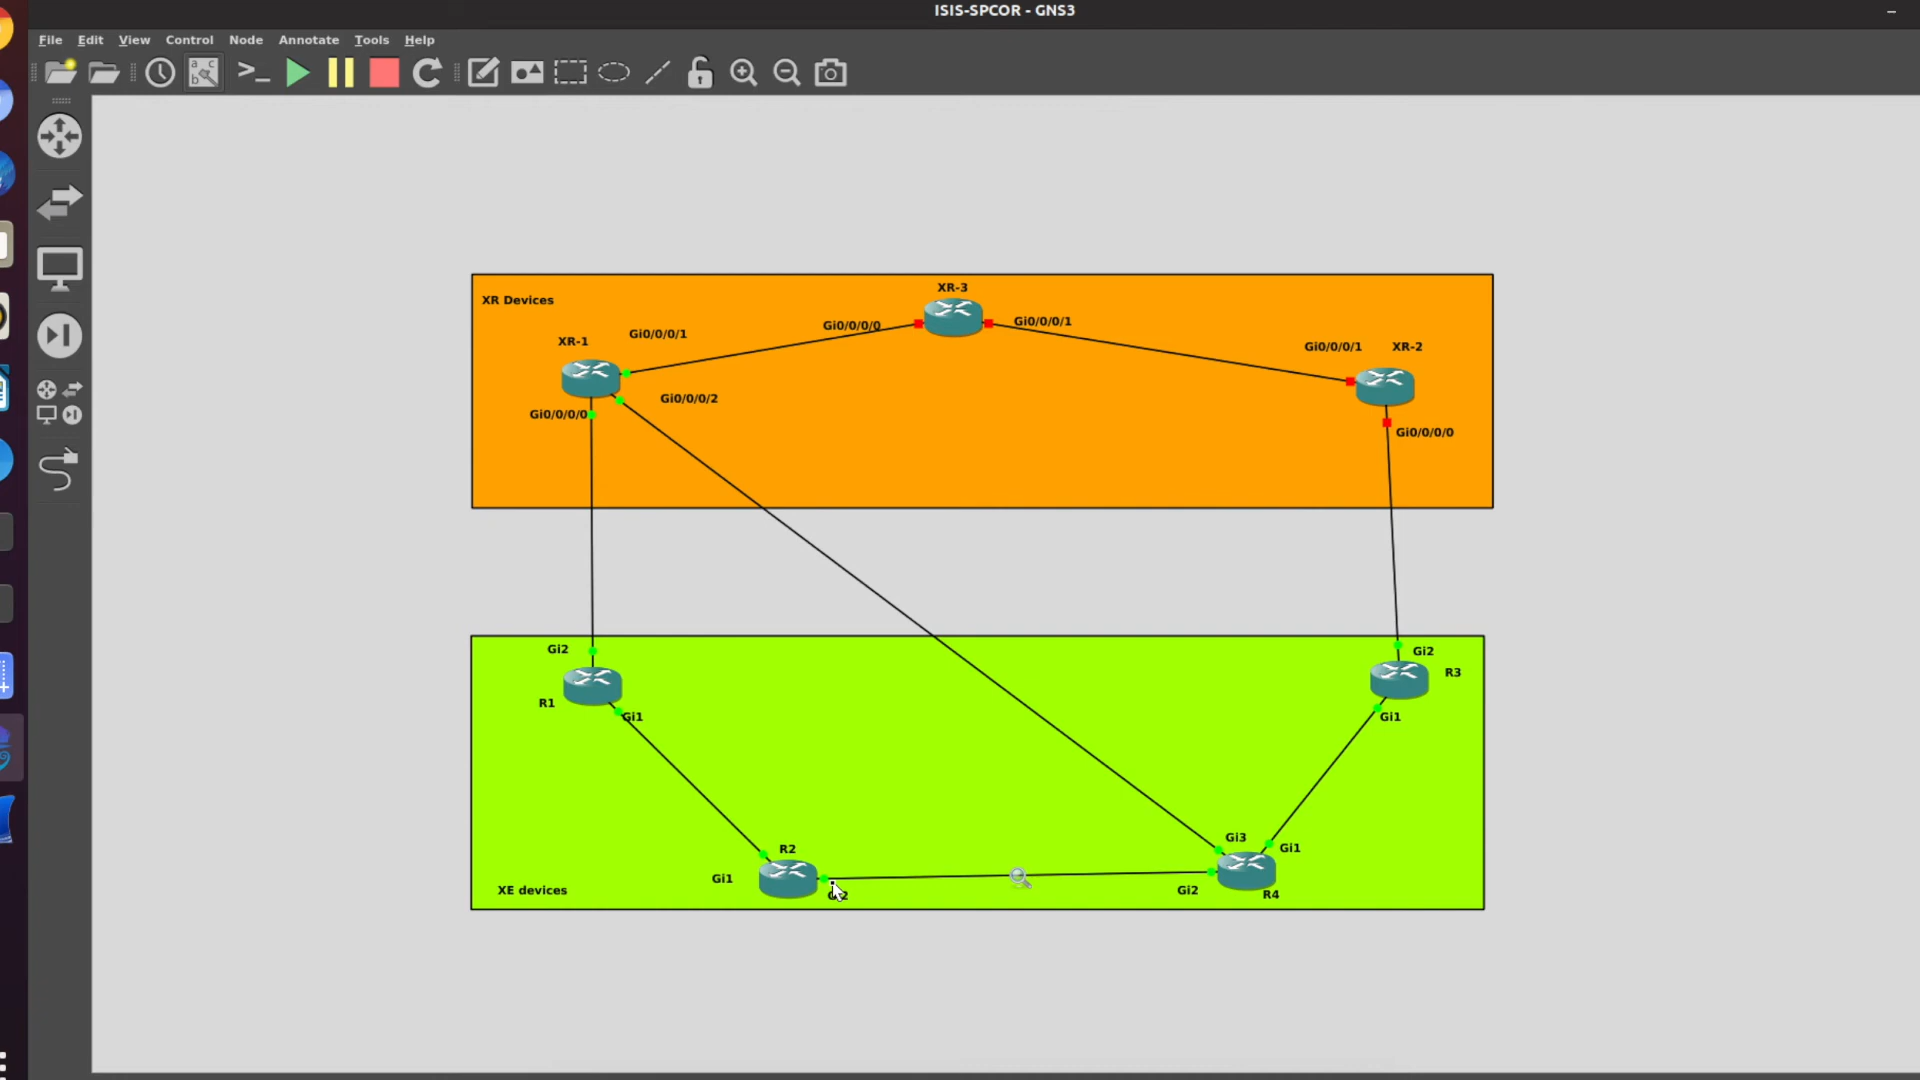 ISIS-SPCOR - GNS3
File Edit View Control Node Annotate Tools Help
XR Devices
XR-3
Gi0/0/0/0
Gi0/0/0/1
XR-1
Gi0/0/0/1
Gi0/0/0/1
XR-2
Gi0/0/0/2
Gi0/0/0/0
Gi0/0/0/0
Gi2
R1
Gi1
Gi2
R3
Gi1
R2
Gi1
Gi3
Gi1
Gi2
R4
XE devices